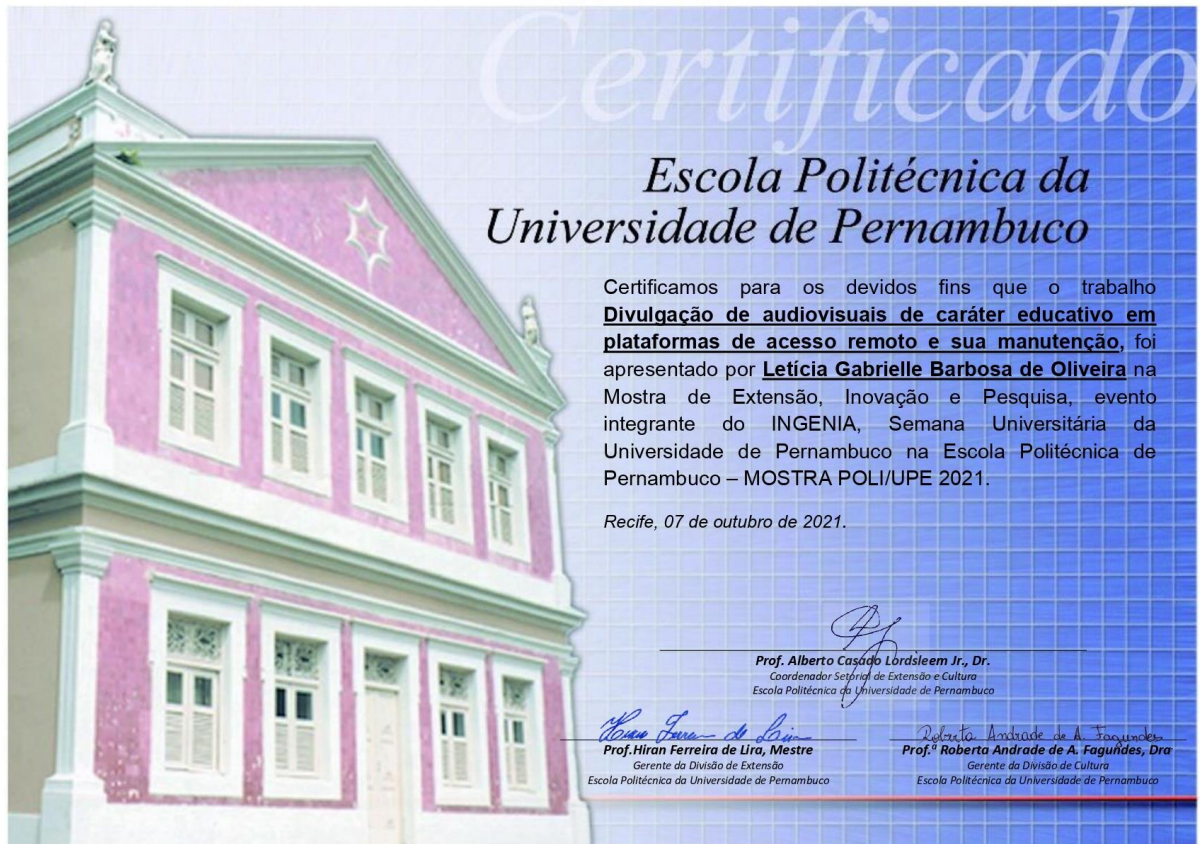 Certificado
Escola Politécnica da
Universidade de Pernambuco
Certificamos para os devidos fins que o trabalho
Divulgação de audiovisuais de caráter educativo em
plataformas de acesso remoto e sua manutenção, foi
apresentado por Letícia Gabrielle Barbosa de Oliveira na
Mostra de Extensão, Inovação e Pesquisa, evento
integrante do INGENIA, Semana Universitária da
Universidade de Pernambuco na Escola Politécnica de
Pernambuco – MOSTRA POLI/UPE 2021.
Recife, 07 de outubro de 2021.
Prof. Alberto Casado Lordsleem Jr., Dr.
Coordenador Setorial de Extensão e Cultura
Escola Politécnica da Universidade de Pernambuco
Hiran Ferreira de Lira
Prof.Hiran Ferreira de Lira, Mestre
Gerente da Divisão de Extensão
Escola Politécnica da Universidade de Pernambuco
Roberta Andrade de A. Fagundes
Prof.ª Roberta Andrade de A. Fagundes, Dra
Gerente da Divisão de Cultura
Escola Politécnica da Universidade de Pernambuco